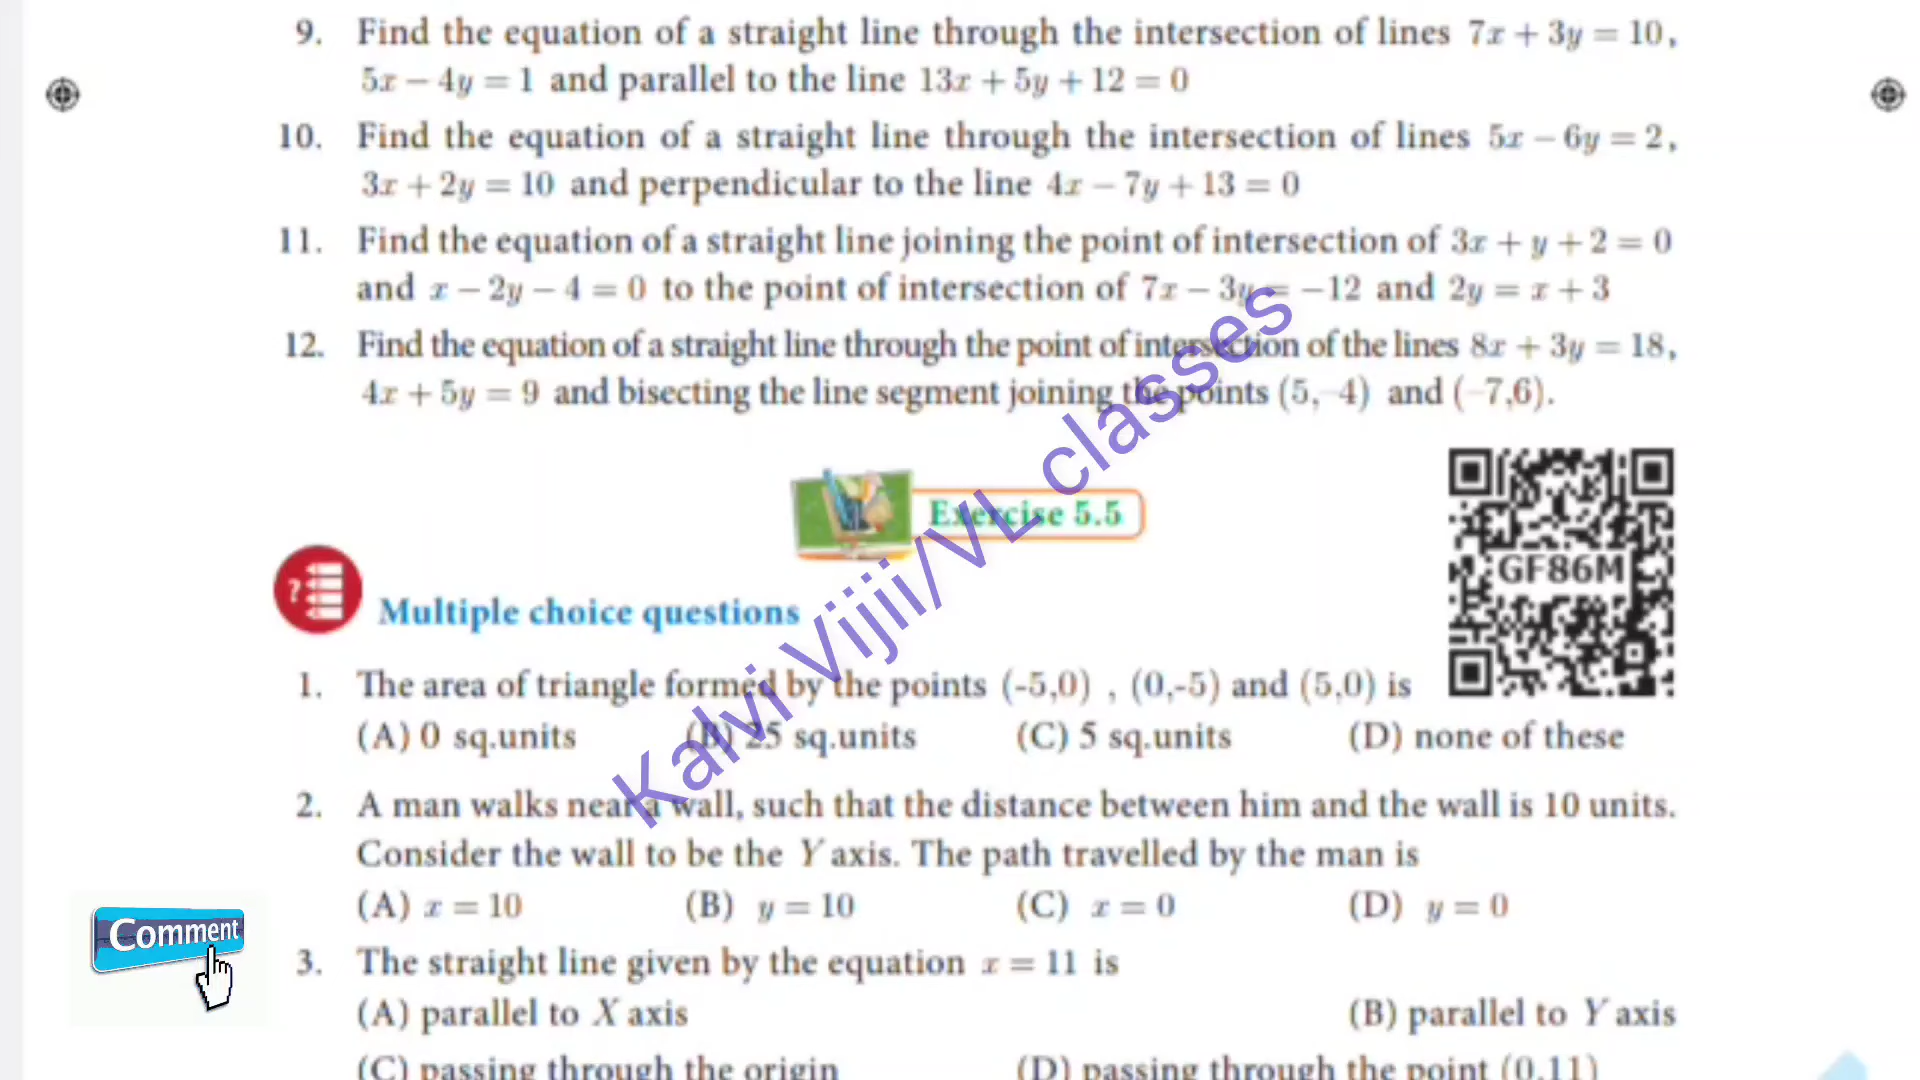 9. Find the equation of a straight line through the intersection of lines 7x + 3y = 10,
5x − 4y = 1 and parallel to the line 13x + 5y + 12 = 0
10. Find the equation of a straight line through the intersection of lines 5x − 6y = 2,
3x + 2y = 10 and perpendicular to the line 4x − 7y + 13 = 0
11. Find the equation of a straight line joining the point of intersection of 3x + y + 2 = 0
and x − 2y − 4 = 0 to the point of intersection of 7x − 3y = −12 and 2y = x + 3
12. Find the equation of a straight line through the point of intersection of the lines 8x + 3y = 18,
4x + 5y = 9 and bisecting the line segment joining the points (5,−4) and (−7,6).
Exercise 5.5
GF86M
Multiple choice questions
1. The area of triangle formed by the points (-5,0) , (0,-5) and (5,0) is
(A) 0 sq.units (B) 25 sq.units (C) 5 sq.units (D) none of these
2. A man walks near a wall, such that the distance between him and the wall is 10 units.
Consider the wall to be the Y axis. The path travelled by the man is
(A) x = 10 (B) y = 10 (C) x = 0 (D) y = 0
3. The straight line given by the equation x = 11 is
(A) parallel to X axis (B) parallel to Y axis
(C) passing through the origin (D) passing through the point (0,11)
Kalvi Vijii/VL classes
Comment